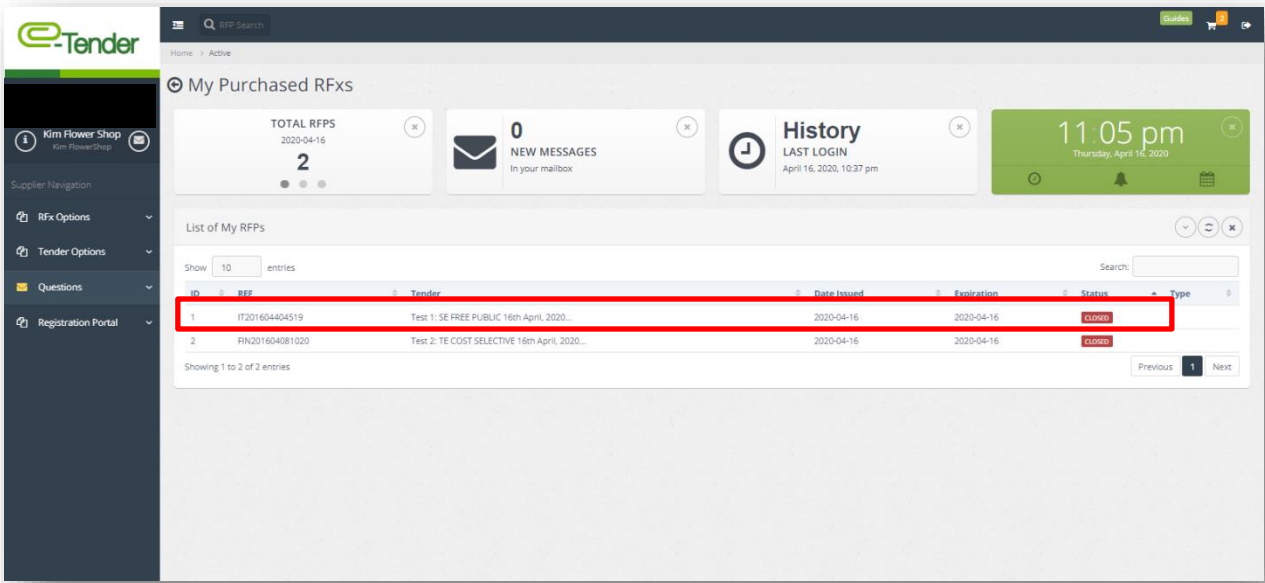 e-Tender
RFP Search
Guides
2
Home > Active
My Purchased RFxs
Kim Flower Shop
Kim FlowerShop
Supplier Navigation
RFx Options
Tender Options
Questions
Registration Portal
TOTAL RFPS
2020-04-16
2
0
NEW MESSAGES
In your mailbox
History
LAST LOGIN
April 16, 2020, 10:37 pm
11:05 pm
Thursday, April 16, 2020
List of My RFPs
Show 10 entries
Search:
ID REF Tender Date Issued Expiration Status Type
1 IT201604404519 Test 1: SE FREE PUBLIC 16th April, 2020... 2020-04-16 2020-04-16 CLOSED
2 FIN201604081020 Test 2: TE COST SELECTIVE 16th April, 2020... 2020-04-16 2020-04-16 CLOSED
Showing 1 to 2 of 2 entries
Previous 1 Next